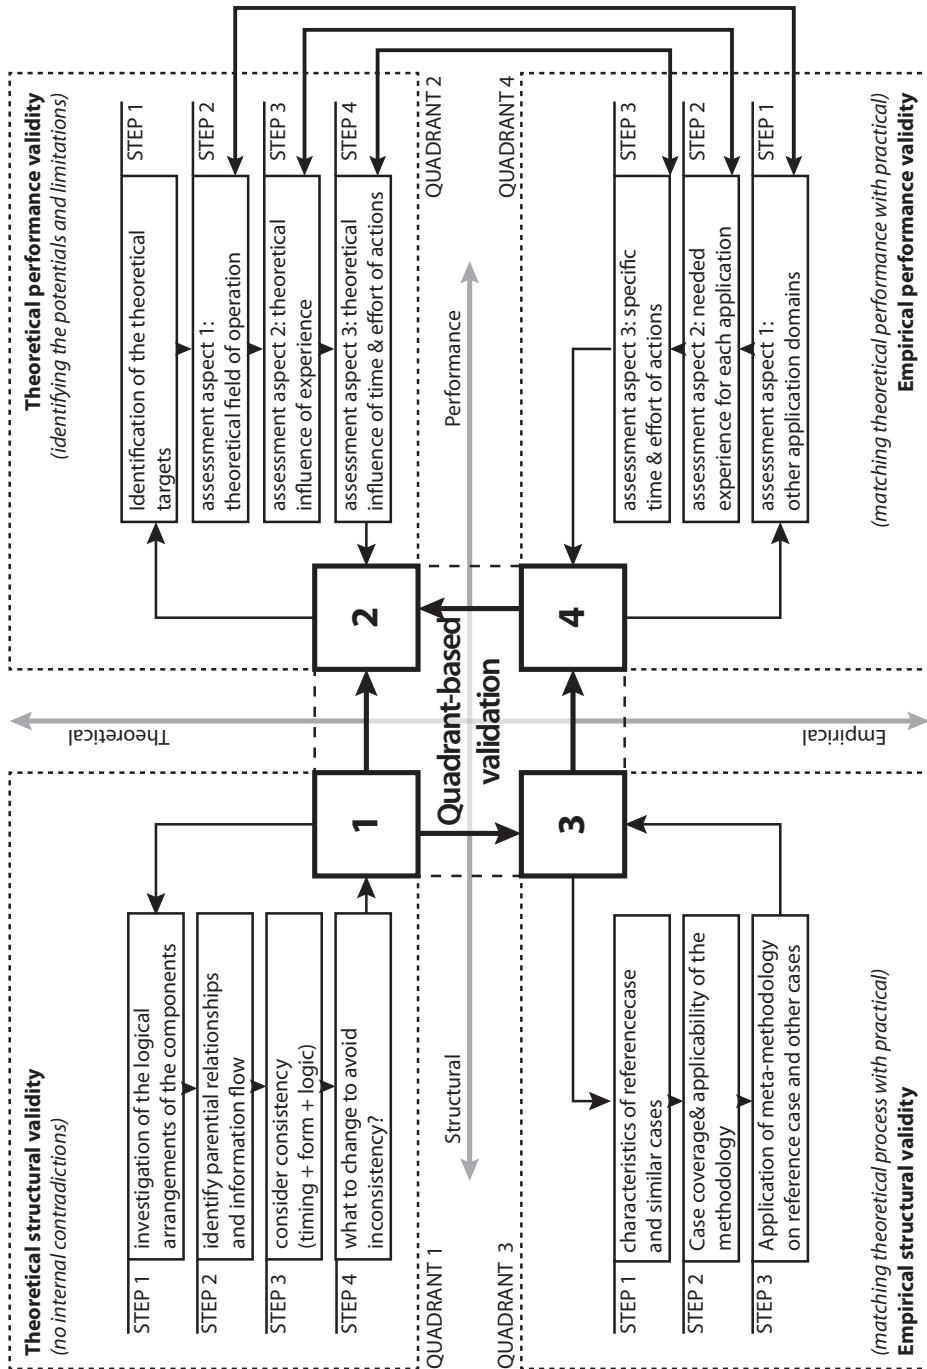 Theoretical structural validity
(no internal contradictions)
STEP 1
investigation of the logical
arrangements of the components
STEP 2
identify parential relationships
and information flow
STEP 3
consider consistency
(timing + form + logic)
STEP 4
what to change to avoid
inconsistency?
QUADRANT 1
1
Theoretical performance validity
(identifying the potentials and limitations)
Identification of the theoretical
targets
STEP 1
assessment aspect 1:
theoretical field of operation
STEP 2
assessment aspect 2: theoretical
influence of experience
STEP 3
assessment aspect 3: theoretical
influence of time & effort of actions
STEP 4
QUADRANT 2
2
Theoretical
Structural
Quadrant-based
validation
Performance
Empirical
QUADRANT 3
3
STEP 1
characteristics of referencecase
and similar cases
STEP 2
Case coverage& applicability of the
methodology
STEP 3
Application of meta-methodology
on reference case and other cases
(matching theoretical process with practical)
Empirical structural validity
QUADRANT 4
4
assessment aspect 3: specific
time & effort of actions
STEP 3
assessment aspect 2: needed
experience for each application
STEP 2
assessment aspect 1:
other application domains
STEP 1
(matching theoretical performance with practical)
Empirical performance validity